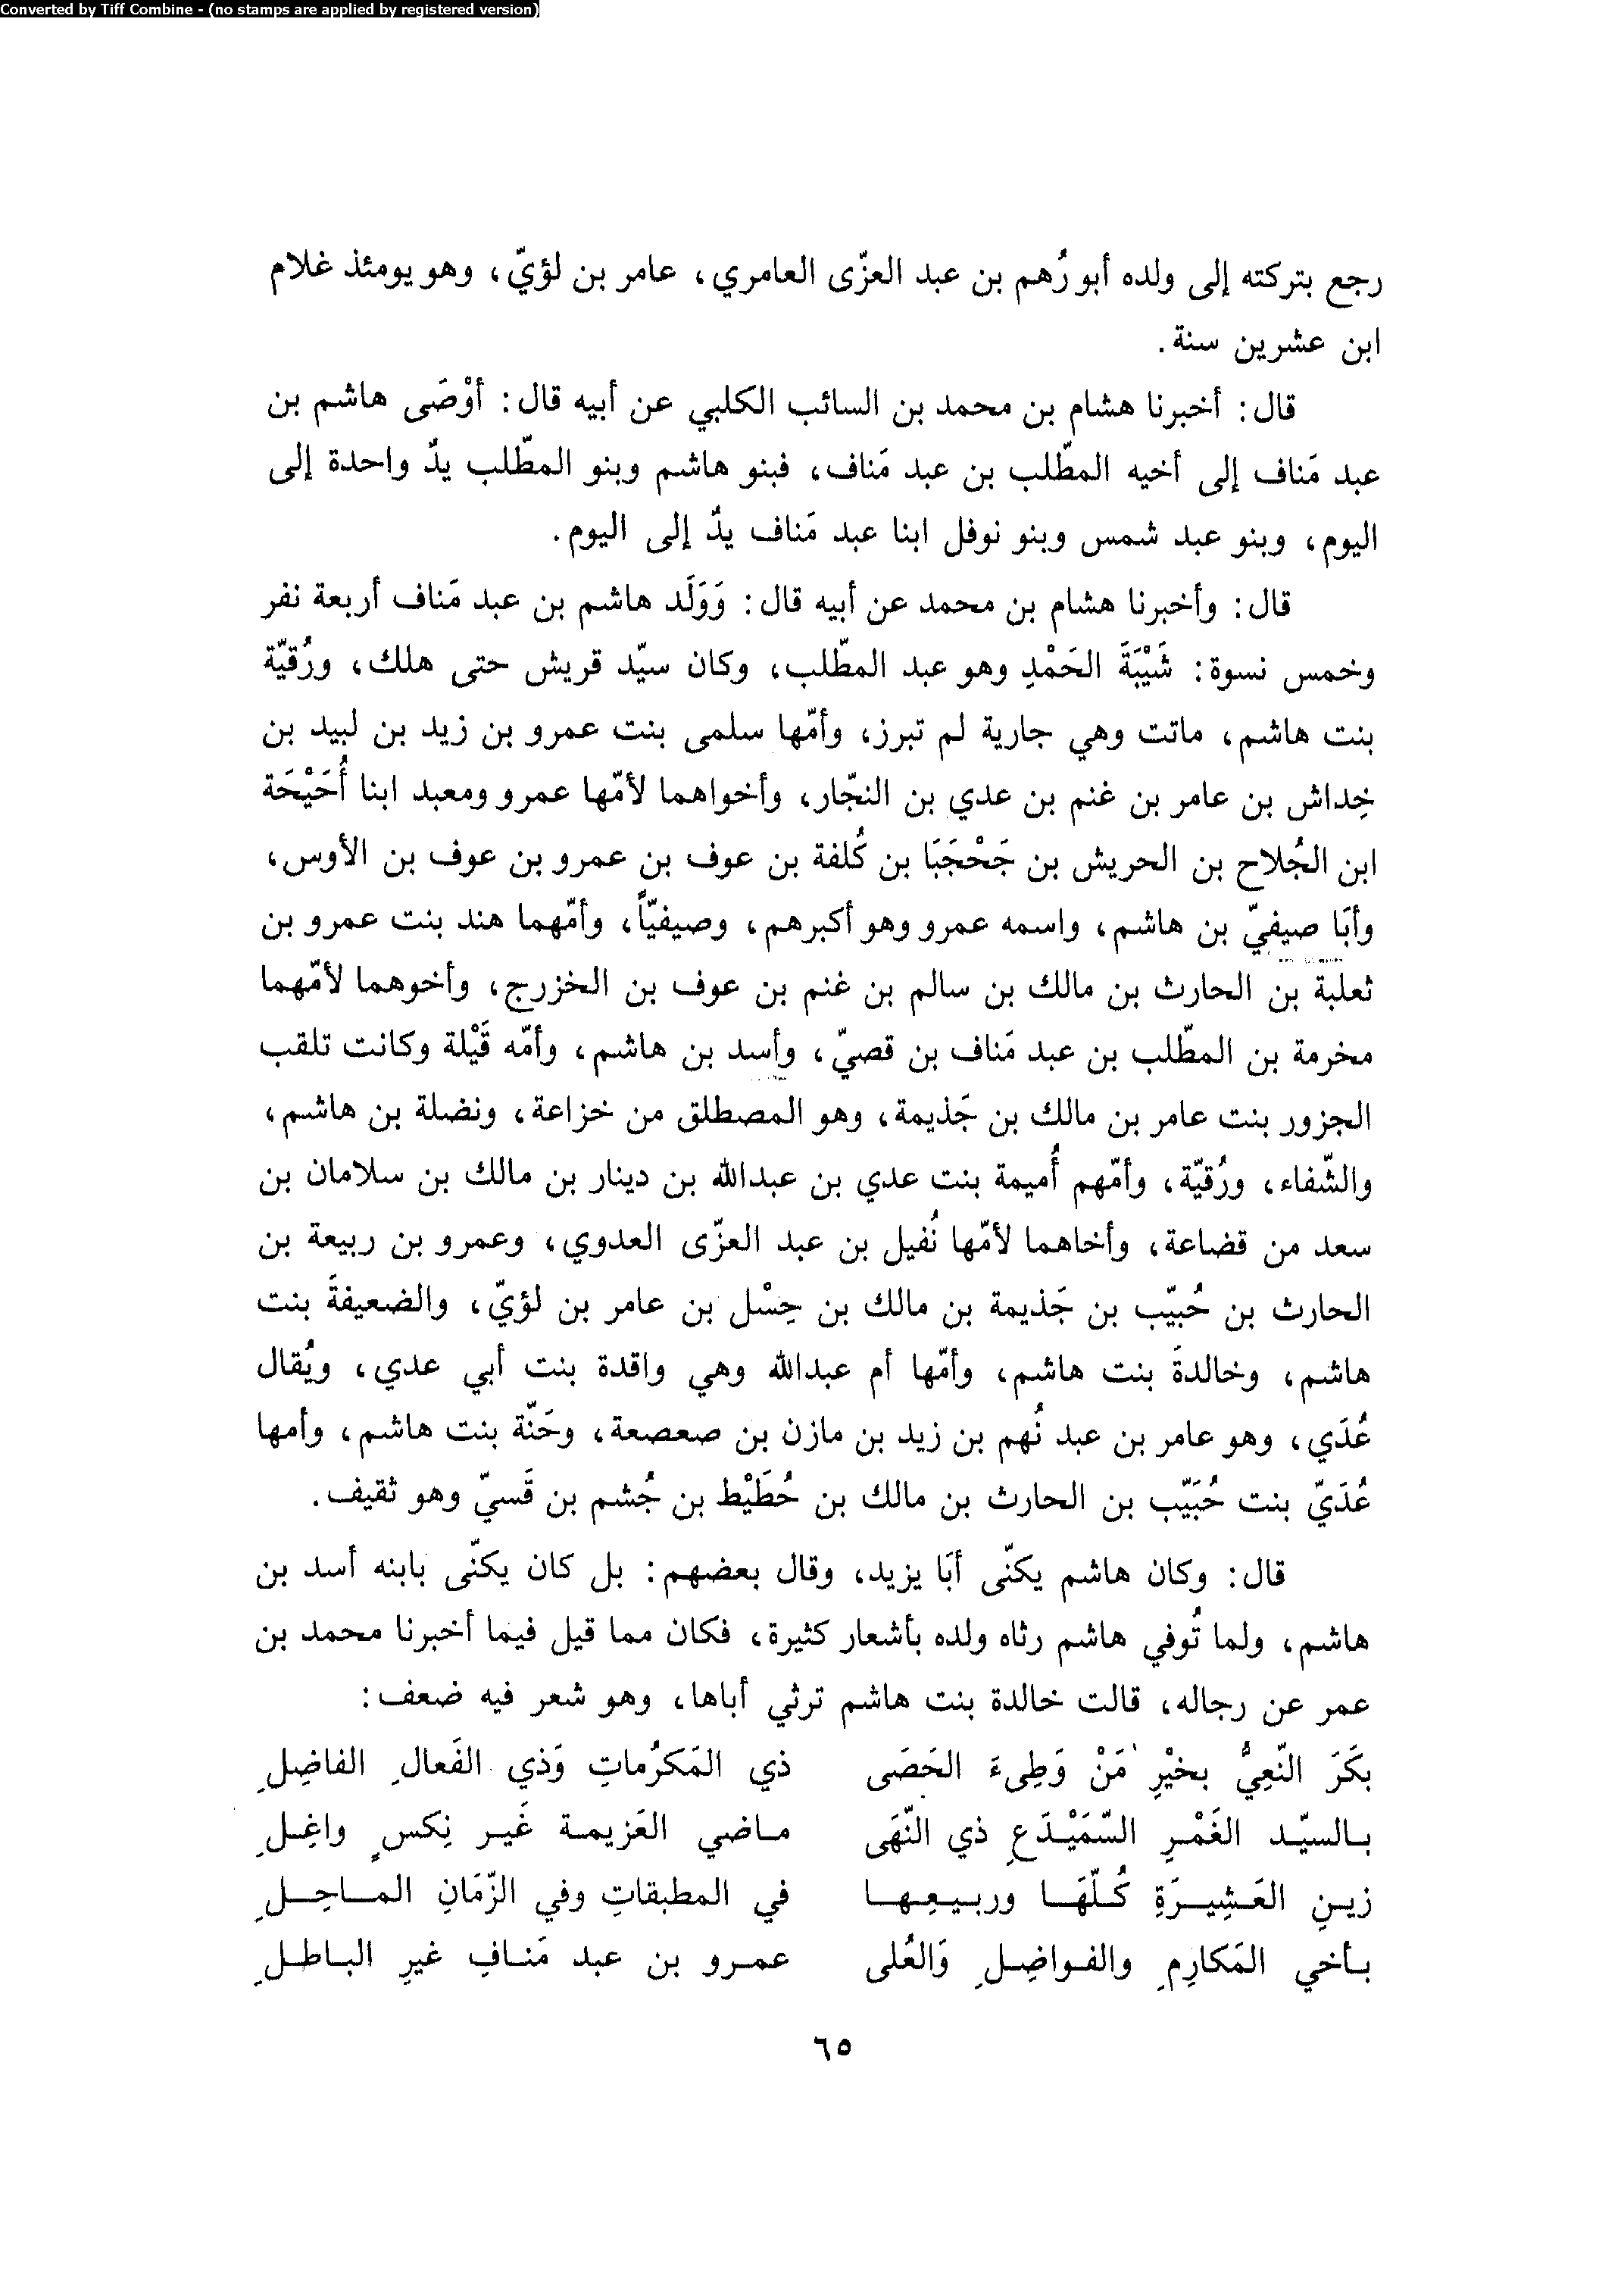 Converted by Tiff Combine - (no stamps are applied by registered version)
رجع بتركته إلى ولده أبو رُهم بن عبد العزّى العامري، عامر بن لؤيّ، وهو يومئذ غلام
ابن عشرين سنة.
قال: أخبرنا هشام بن محمد بن السائب الكلبي عن أبيه قال: أوْصَى هاشم بن
عبد مَناف إلى أخيه المطّلب بن عبد مَناف، فبنو هاشم وبنو المطّلب يدٌ واحدة إلى
اليوم، وبنو عبد شمس وبنو نوفل ابنا عبد مَناف يدٌ إلى اليوم.
قال: وأخبرنا هشام بن محمد عن أبيه قال: وَوَلَد هاشم بن عبد مَناف أربعة نفر
وخمس نسوة: شَيْبَةَ الحَمْدِ وهو عبد المطّلب، وكان سيّد قريش حتى هلك، ورُقيّة
بنت هاشم، ماتت وهي جارية لم تبرز، وأمّها سلمى بنت عمرو بن زيد بن لبيد بن
خِداش بن عامر بن غنم بن عدي بن النجّار، وأخواهما لأمّها عمرو ومعبد ابنا أُحَيْحَة
ابن الجُلاح بن الحريش بن جَحْجَبَا بن كُلفة بن عوف بن عمرو بن عوف بن الأوس،
وأبَا صيفيّ بن هاشم، واسمه عمرو وهو أكبرهم، وصيفيّاً، وأمّهما هند بنت عمرو بن
ثعلبة بن الحارث بن مالك بن سالم بن غنم بن عوف بن الخزرج، وأخوهما لأمّهما
مخرمة بن المطّلب بن عبد مَناف بن قصيّ، وأسد بن هاشم، وأمّه قَيْلة وكانت تلقب
الجزور بنت عامر بن مالك بن جَذيمة، وهو المصطلق من خزاعة، ونضلة بن هاشم،
والشّفاء، ورُقيّة، وأمّهم أُميمة بنت عدي بن عبدالله بن دينار بن مالك بن سلامان بن
سعد من قضاعة، وأخاهما لأمّها نُفيل بن عبد العزّى العدوي، وعمرو بن ربيعة بن
الحارث بن حُبيّب بن جَذيمة بن مالك بن حِسْل بن عامر بن لؤيّ، والضعيفةَ بنت
هاشم، وخالدةَ بنت هاشم، وأمّها أم عبدالله وهي واقدة بنت أبي عدي، ويُقال
عُدَي، وهو عامر بن عبد نُهم بن زيد بن مازن بن صعصعة، وحَنّة بنت هاشم، وأمها
عُدَيّ بنت حُبَيّب بن الحارث بن مالك بن حُطَيْط بن جُشم بن قَسيّ وهو ثقيف.
قال: وكان هاشم يكنّى أبَا يزيد، وقال بعضهم: بل كان يكنّى بابنه أسد بن
هاشم، ولما تُوفي هاشم رثاه ولده بأشعار كثيرة، فكان مما قيل فيما أخبرنا محمد بن
عمر عن رجاله، قالت خالدة بنت هاشم ترثي أباها، وهو شعر فيه ضعف:
بكَرَ النّعِيُّ بخيْرِ مَنْ وَطِىءَ الحَصَى ذي المَكرُماتِ وَذي الفَعالِ الفاضِلِ
بالسيّد الغَمْرِ السّمَيْدَعِ ذي النّهَى ماضي العَزيمة غَير نِكسٍ واغِلِ
زينِ العَشِيرَةِ كُلّهَا وربيعِها في المطبقاتِ وفي الزّمَانِ الماحِلِ
بأخي المَكارِمِ والفواضِلِ وَالعُلى عمرو بن عبد مَنافِ غيرِ الباطلِ
٦٥